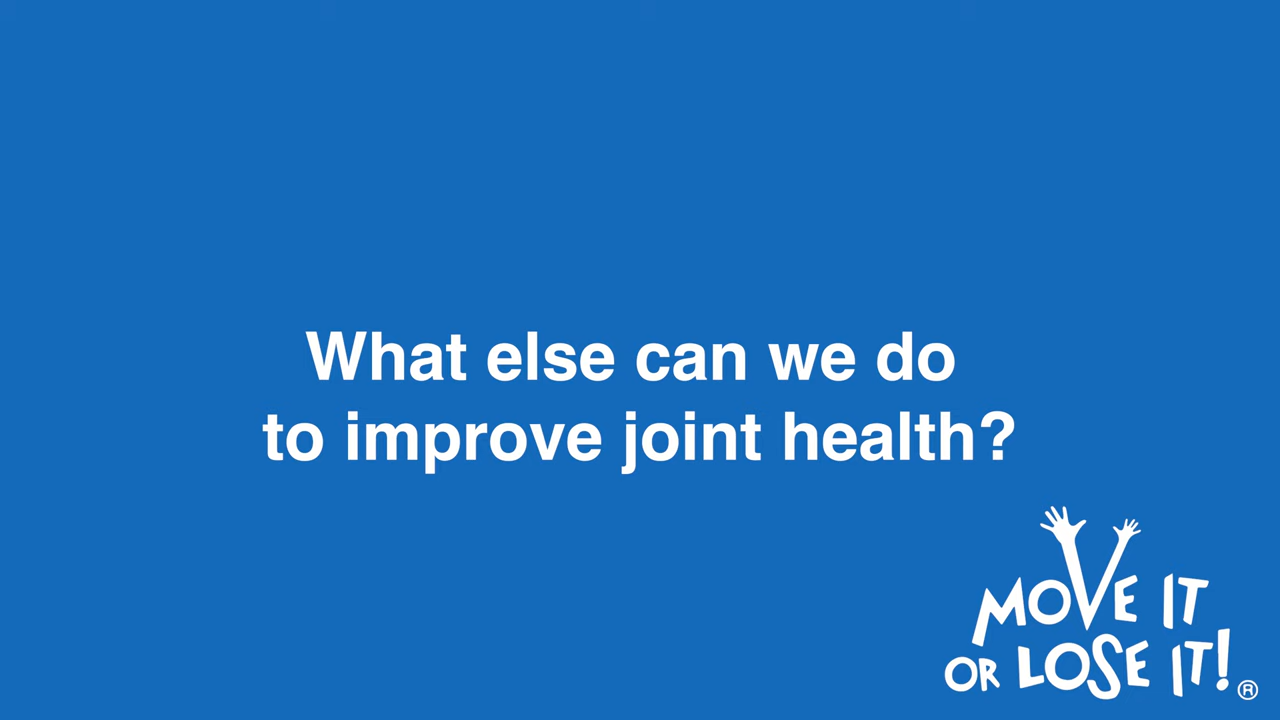 What else can we do
to improve joint health?
MOVE IT
OR LOSE IT!
®